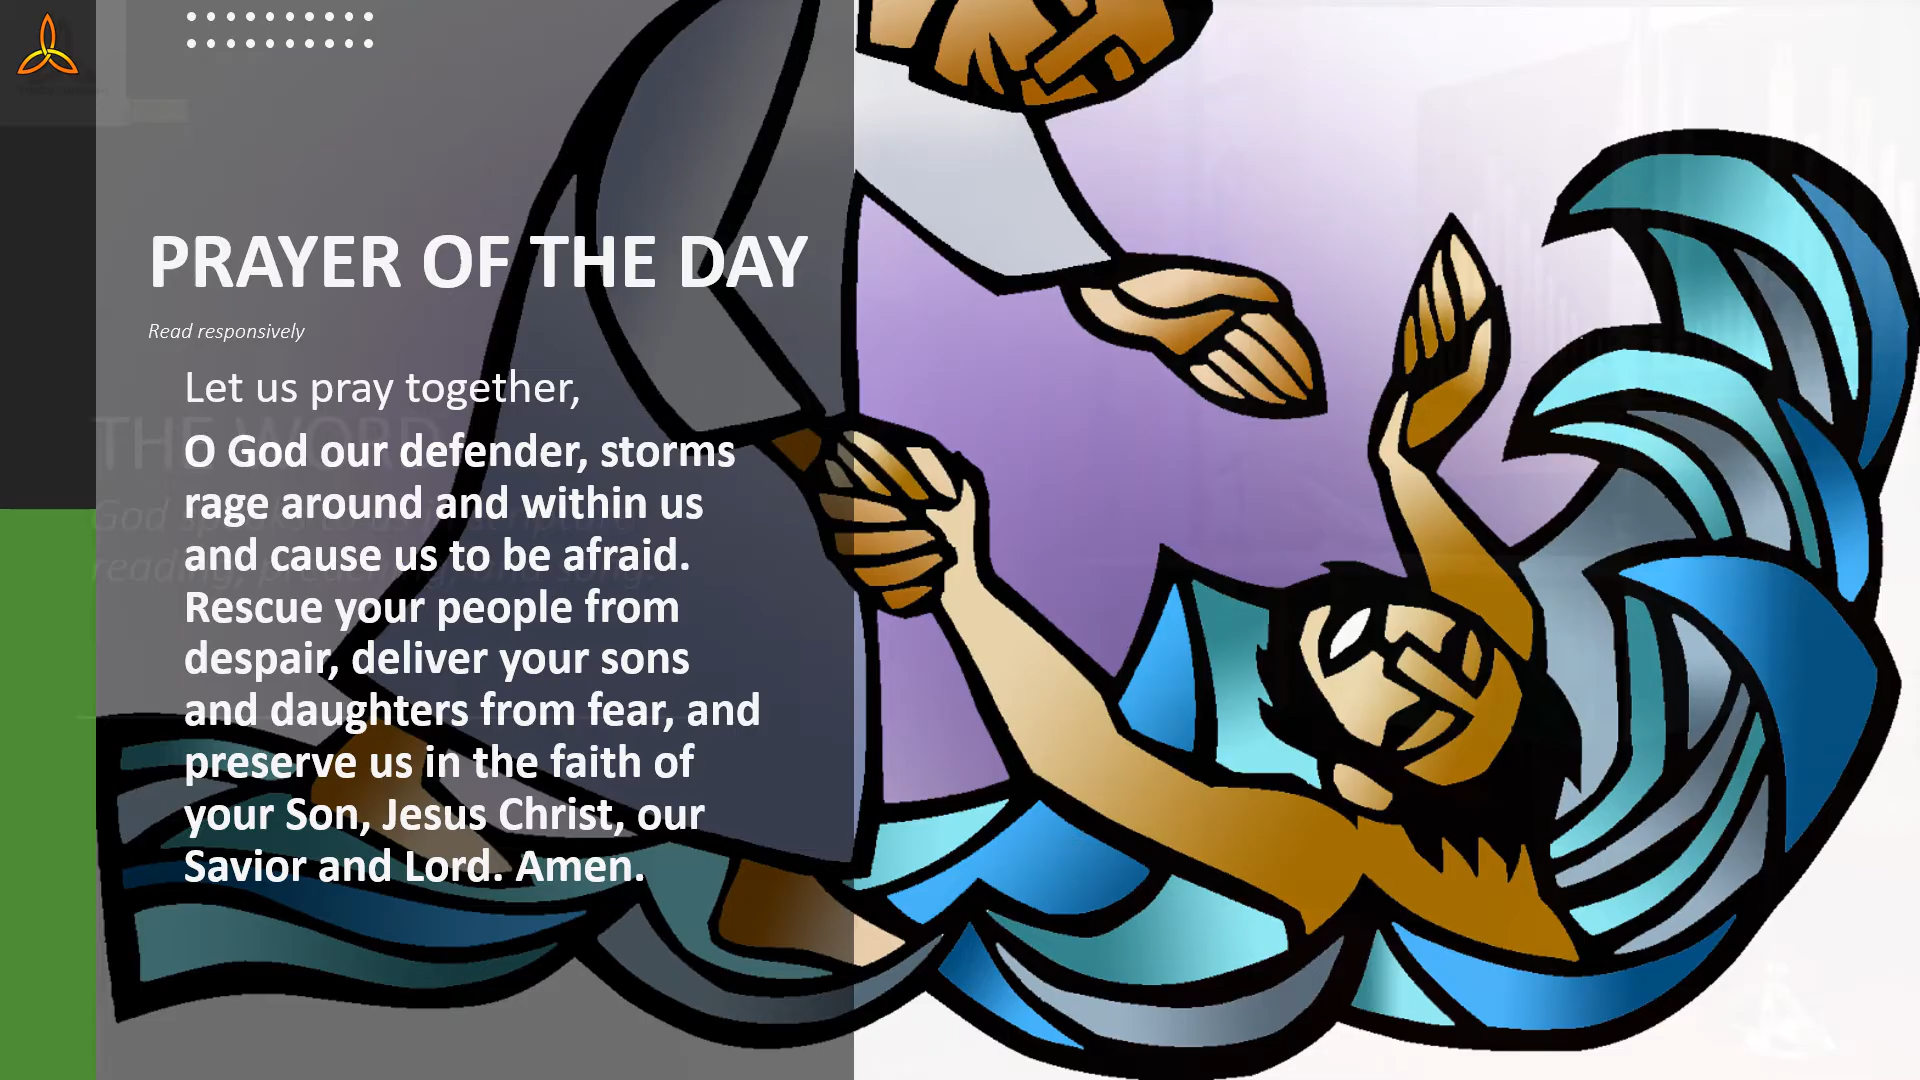 PRAYER OF THE DAY
Read responsively
Let us pray together,
O God our defender, storms
rage around and within us
and cause us to be afraid.
Rescue your people from
despair, deliver your sons
and daughters from fear, and
preserve us in the faith of
your Son, Jesus Christ, our
Savior and Lord. Amen.
THE WORD